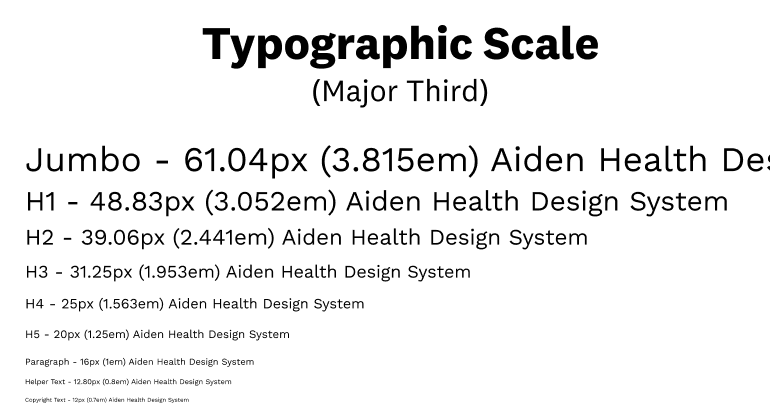 Typographic Scale
(Major Third)
Jumbo - 61.04px (3.815em) Aiden Health Des
H1 - 48.83px (3.052em) Aiden Health Design System
H2 - 39.06px (2.441em) Aiden Health Design System
H3 - 31.25px (1.953em) Aiden Health Design System
H4 - 25px (1.563em) Aiden Health Design System
H5 - 20px (1.25em) Aiden Health Design System
Paragraph - 16px (1em) Aiden Health Design System
Helper Text - 12.80px (0.8em) Aiden Health Design System
Copyright Text - 12px (0.7em) Aiden Health Design System